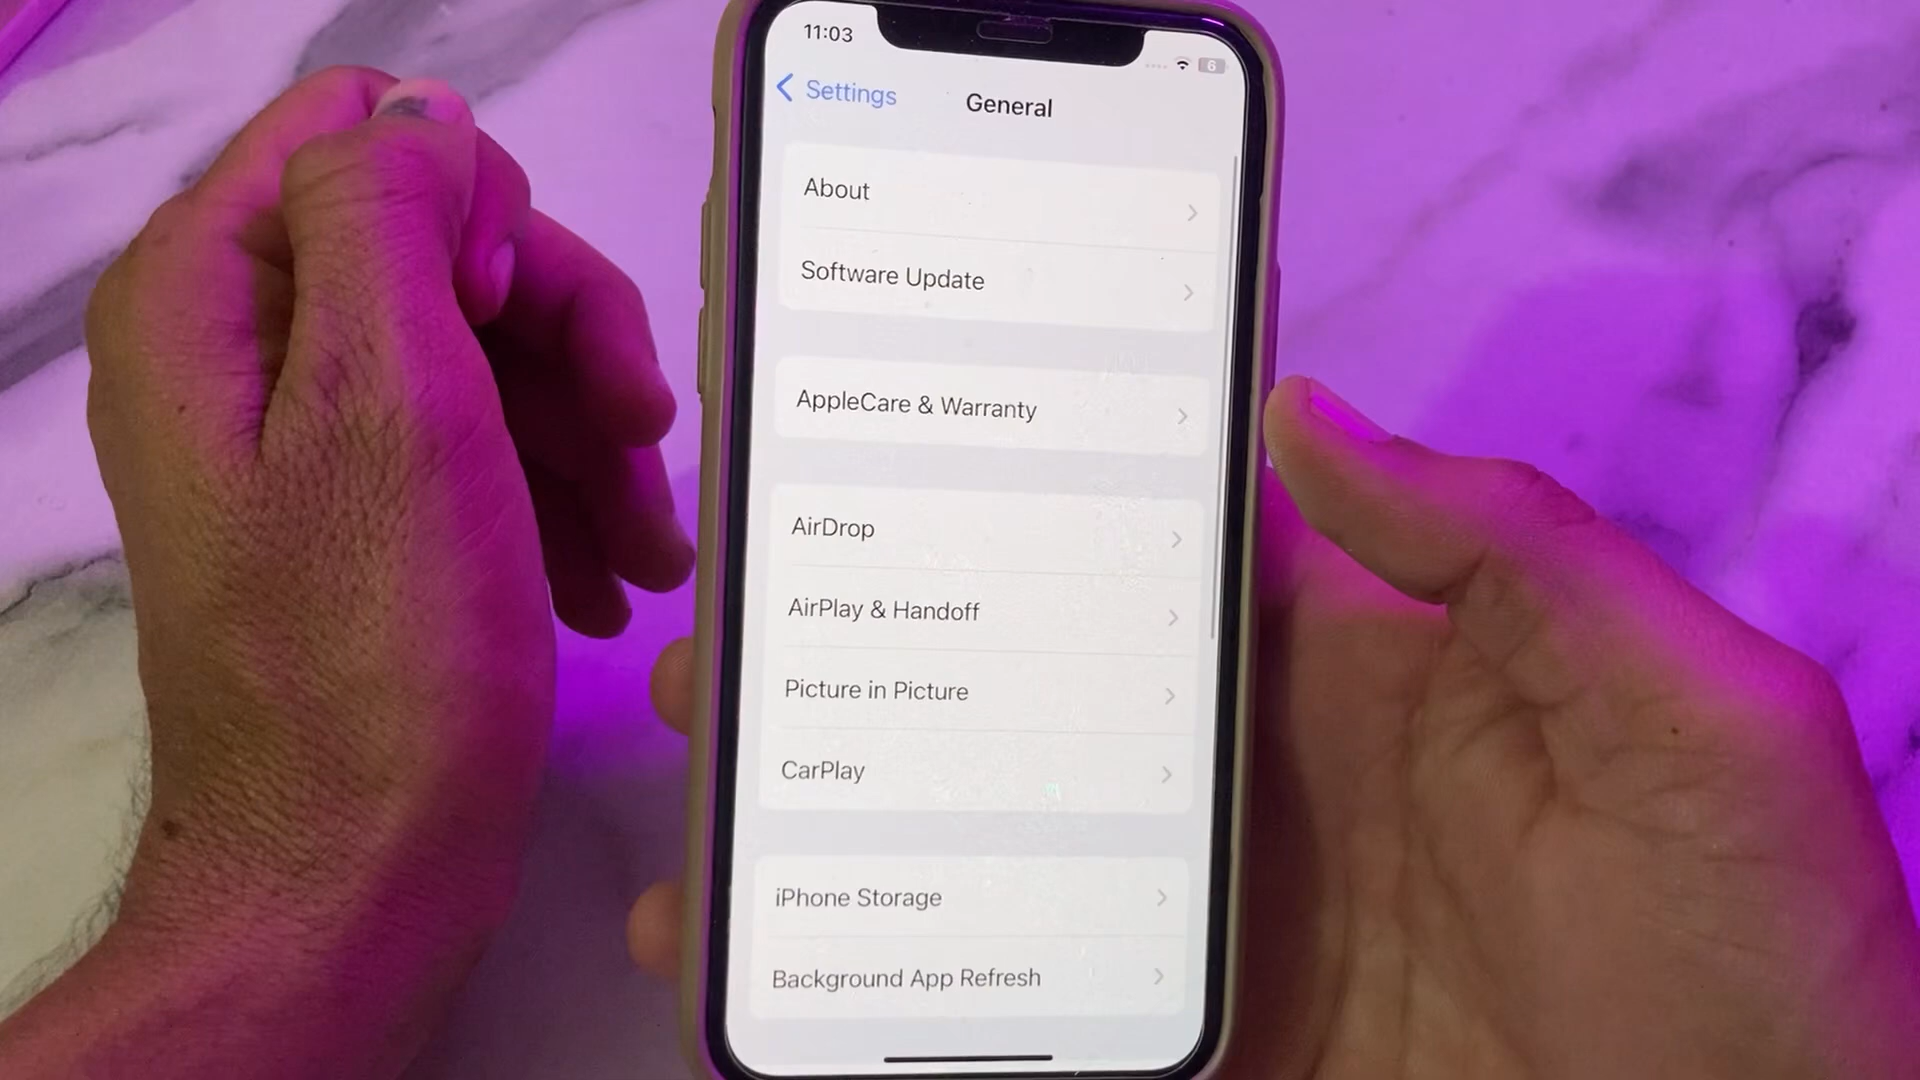 11:03
6
Settings
General
About
Software Update
AppleCare & Warranty
AirDrop
AirPlay & Handoff
Picture in Picture
CarPlay
iPhone Storage
Background App Refresh